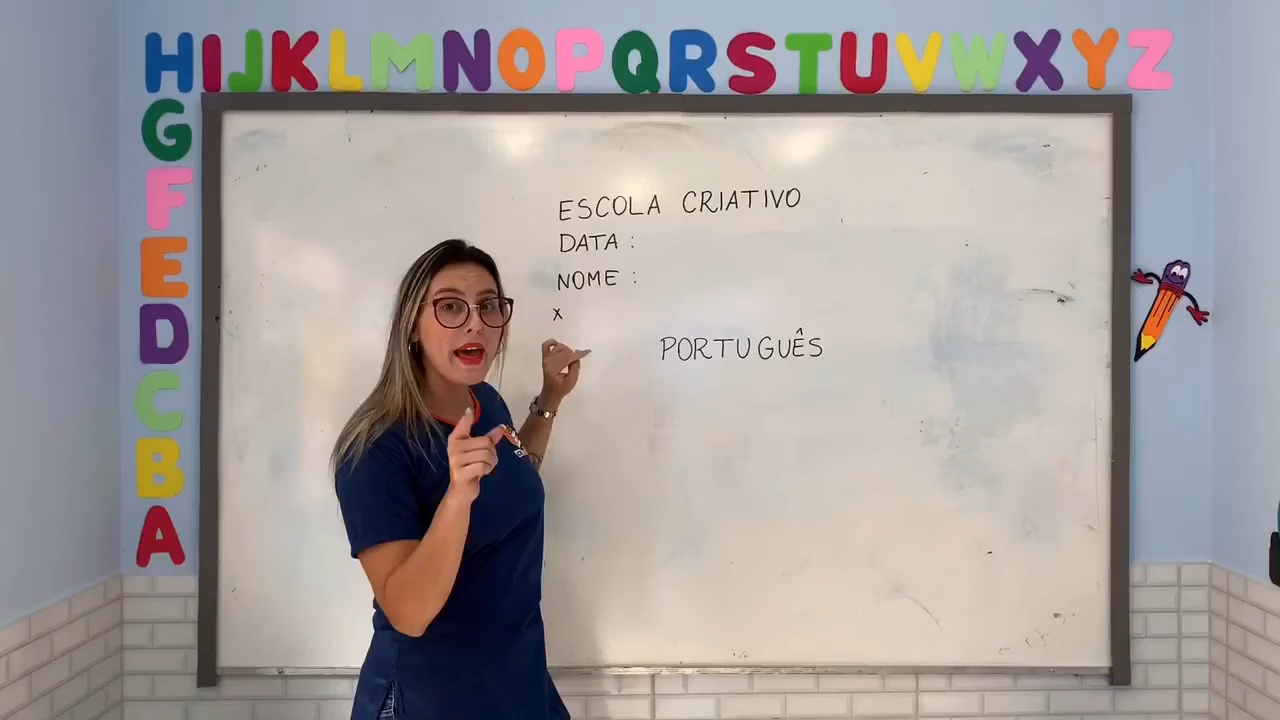 HIJKLMNOPQRSTUVWXYZ
G
F
E
D
C
B
A
ESCOLA CRIATIVO
DATA :
NOME :
x
PORTUGUÊS